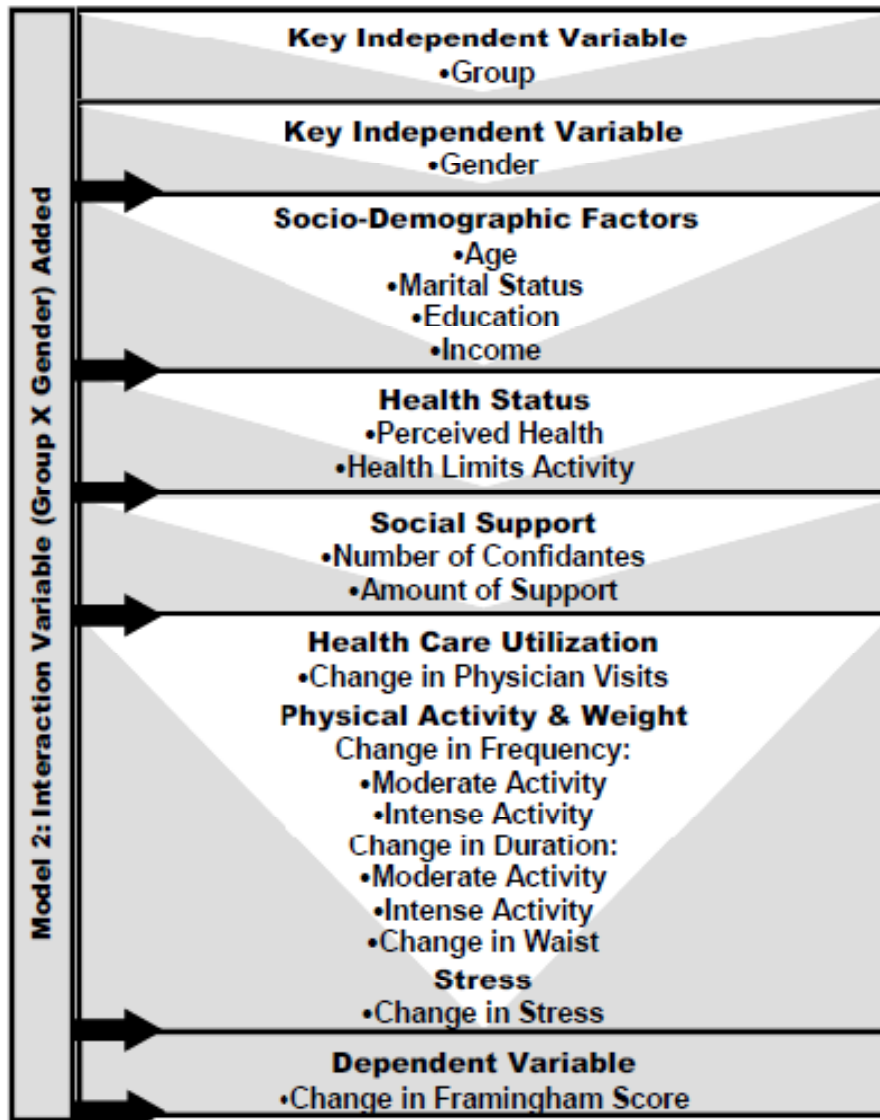 Model 2: Interaction Variable (Group X Gender) Added
Key Independent Variable
•Group
Key Independent Variable
•Gender
Socio-Demographic Factors
•Age
•Marital Status
•Education
•Income
Health Status
•Perceived Health
•Health Limits Activity
Social Support
•Number of Confidantes
•Amount of Support
Health Care Utilization
•Change in Physician Visits
Physical Activity & Weight
Change in Frequency:
•Moderate Activity
•Intense Activity
Change in Duration:
•Moderate Activity
•Intense Activity
•Change in Waist
Stress
•Change in Stress
Dependent Variable
•Change in Framingham Score